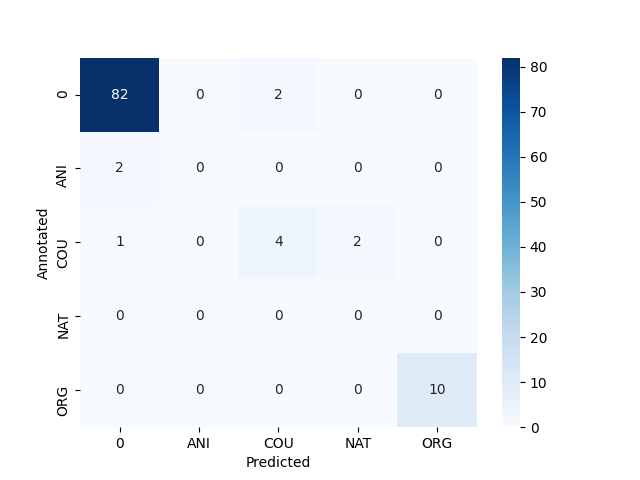 0 82 0 2 0 0
ANI 2 0 0 0 0
COU 1 0 4 2 0
NAT 0 0 0 0 0
ORG 0 0 0 0 10
0 ANI COU NAT ORG
Predicted
Annotated
80
70
60
50
40
30
20
10
0